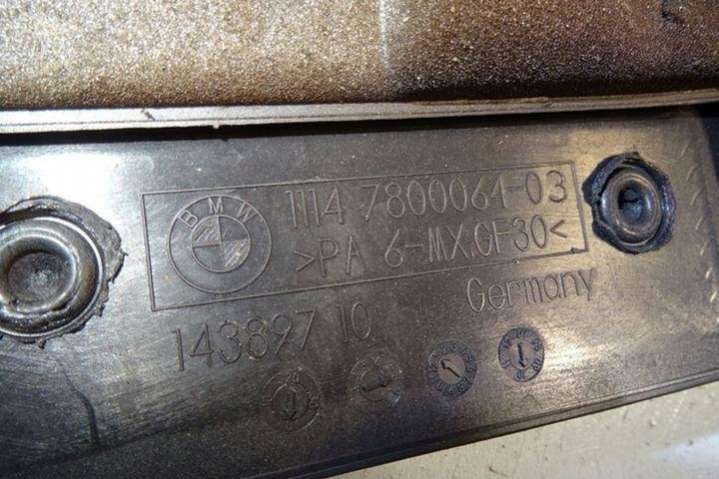 BMW
1114 7800064-03
>PA 6-MX.GF30<
Germany
143897 10